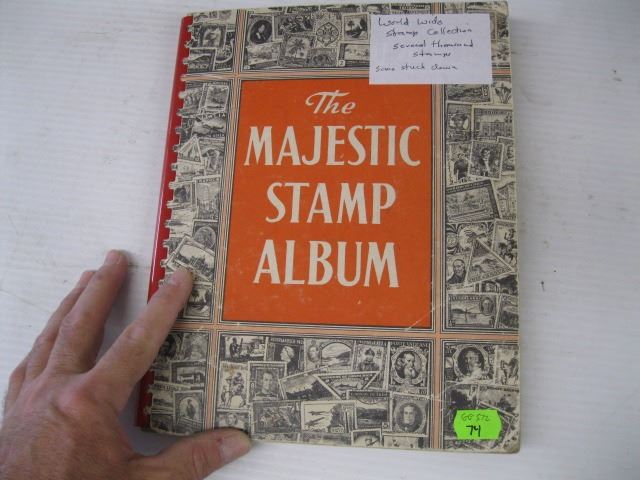 World Wide
Stamp Collection
several thousand
stamps
some stuck down
The
MAJESTIC
STAMP
ALBUM
74